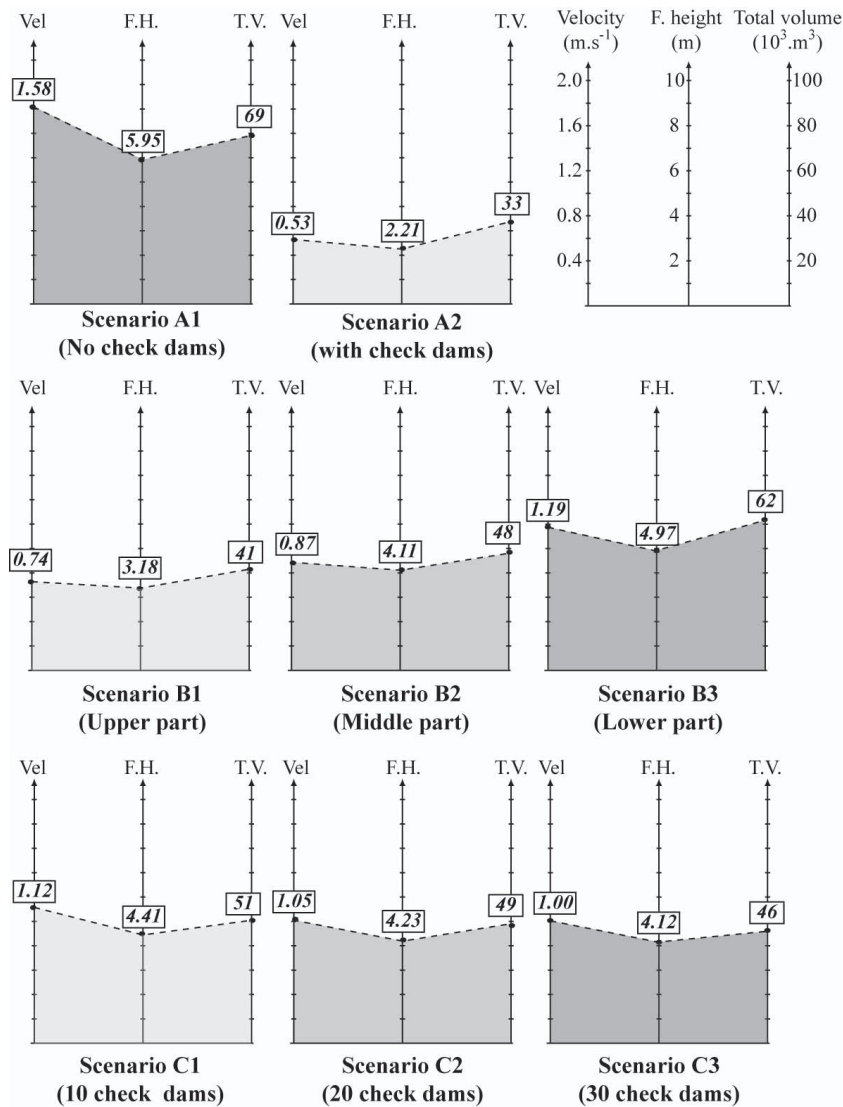 Vel F.H. T.V. Vel F.H. T.V. Velocity F. height Total volume
(m.s⁻¹) (m) (10³.m³)
2.0 10 100
1.6 8 80
1.2 6 60
0.8 4 40
0.4 2 20
1.58 5.95 69
0.53 2.21 33
Scenario A1
(No check dams)
Scenario A2
(with check dams)
Vel F.H. T.V. Vel F.H. T.V. Vel F.H. T.V.
0.74 3.18 41
0.87 4.11 48
1.19 4.97 62
Scenario B1
(Upper part)
Scenario B2
(Middle part)
Scenario B3
(Lower part)
Vel F.H. T.V. Vel F.H. T.V. Vel F.H. T.V.
1.12 4.41 51
1.05 4.23 49
1.00 4.12 46
Scenario C1
(10 check dams)
Scenario C2
(20 check dams)
Scenario C3
(30 check dams)